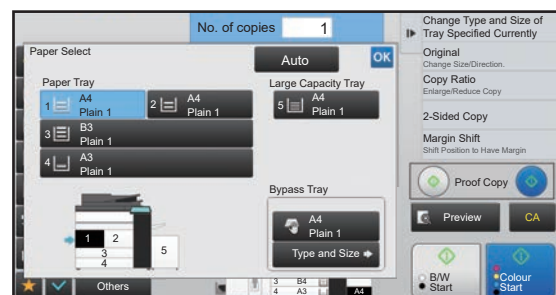 No. of copies 1
Paper Select
Auto
OK
Paper Tray
Large Capacity Tray
1 A4
Plain 1
2 A4
Plain 1
5 A4
Plain 1
3 B3
Plain 1
4 A3
Plain 1
Bypass Tray
A4
Plain 1
Type and Size
1 2
3
4
5
Others
3 B4
4 A3
A4
Change Type and Size of
Tray Specified Currently
Original
Change Size/Direction.
Copy Ratio
Enlarge/Reduce Copy
2-Sided Copy
Margin Shift
Shift Position to Have Margin
Proof Copy
Preview
CA
B/W
Start
Colour
Start